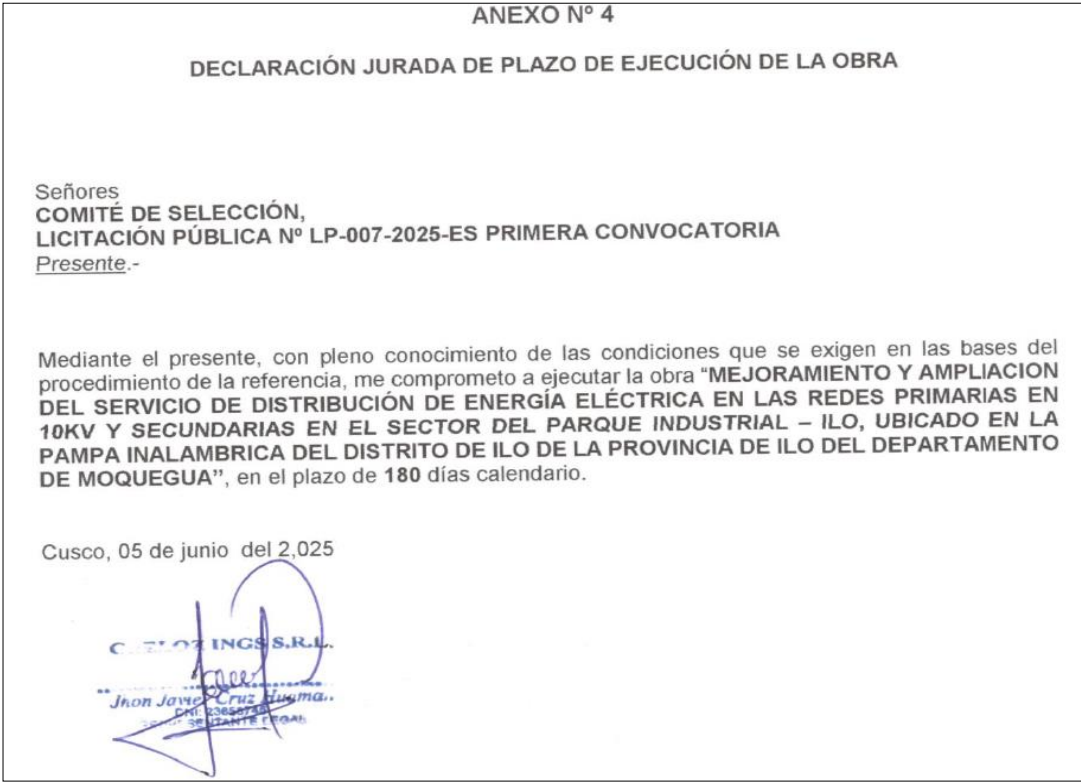 ANEXO Nº 4
DECLARACIÓN JURADA DE PLAZO DE EJECUCIÓN DE LA OBRA
Señores
COMITÉ DE SELECCIÓN,
LICITACIÓN PÚBLICA Nº LP-007-2025-ES PRIMERA CONVOCATORIA
Presente.-
Mediante el presente, con pleno conocimiento de las condiciones que se exigen en las bases del
procedimiento de la referencia, me comprometo a ejecutar la obra “MEJORAMIENTO Y AMPLIACION
DEL SERVICIO DE DISTRIBUCIÓN DE ENERGÍA ELÉCTRICA EN LAS REDES PRIMARIAS EN
10KV Y SECUNDARIAS EN EL SECTOR DEL PARQUE INDUSTRIAL – ILO, UBICADO EN LA
PAMPA INALAMBRICA DEL DISTRITO DE ILO DE LA PROVINCIA DE ILO DEL DEPARTAMENTO
DE MOQUEGUA”, en el plazo de 180 días calendario.
Cusco, 05 de junio del 2,025
INGS S.R.L.
Jhon Javier Cruz
DNI:
LEGAL